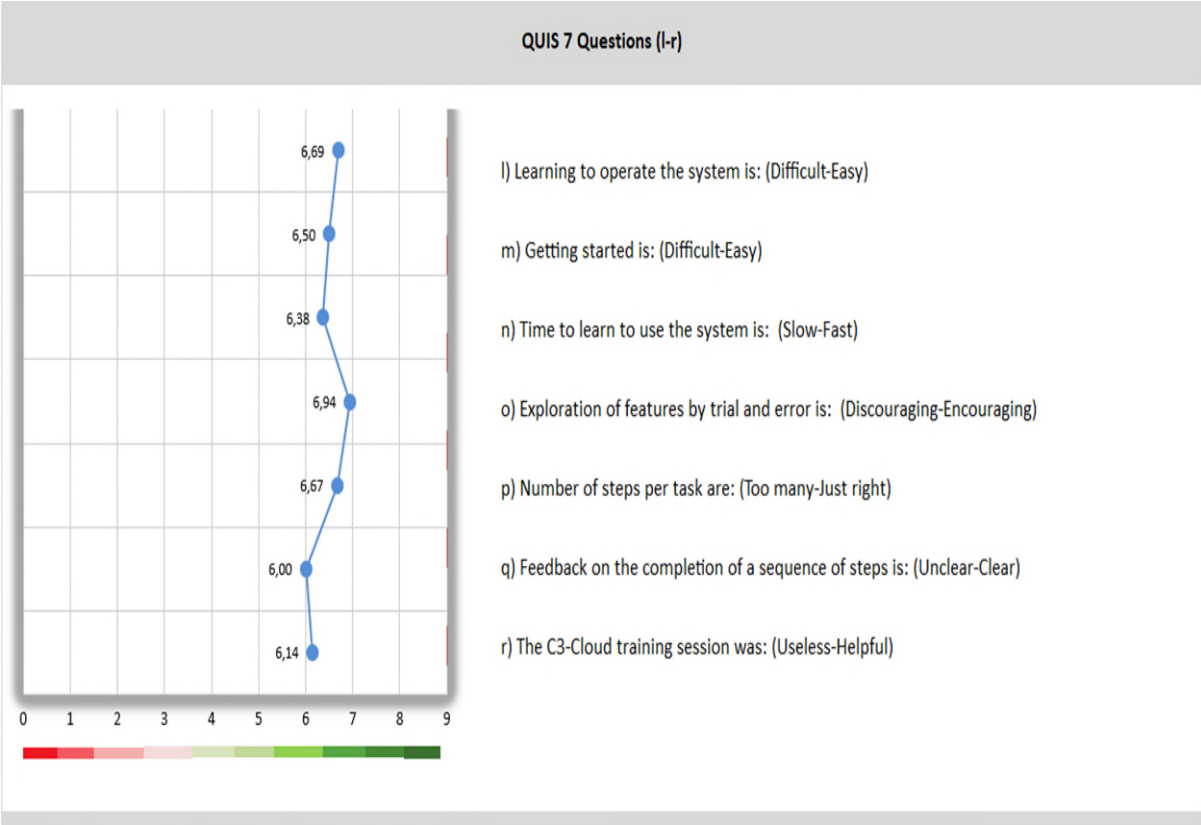 QUIS 7 Questions (l-r)
6,69
l) Learning to operate the system is: (Difficult-Easy)
6,50
m) Getting started is: (Difficult-Easy)
6,38
n) Time to learn to use the system is: (Slow-Fast)
6,94
o) Exploration of features by trial and error is: (Discouraging-Encouraging)
6,67
p) Number of steps per task are: (Too many-Just right)
6,00
q) Feedback on the completion of a sequence of steps is: (Unclear-Clear)
6,14
r) The C3-Cloud training session was: (Useless-Helpful)
0 1 2 3 4 5 6 7 8 9